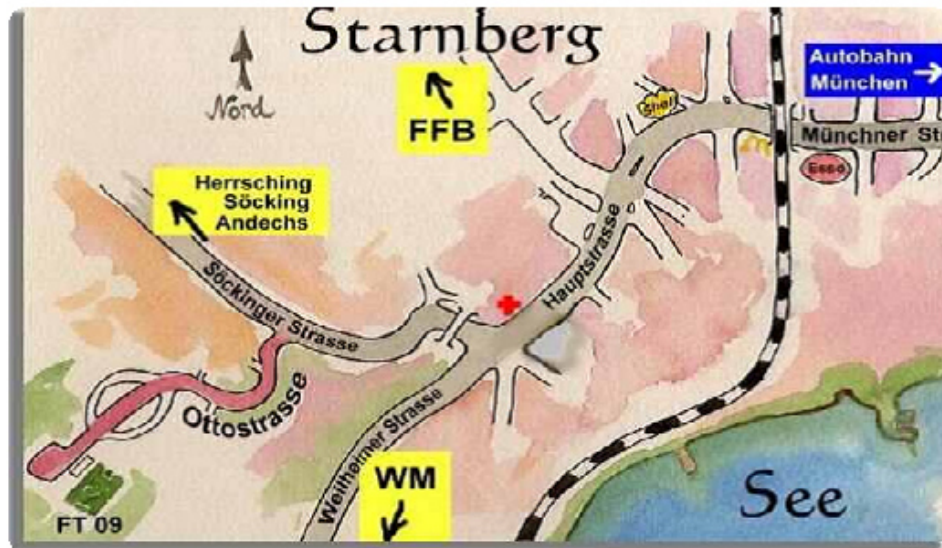 Starnberg
Nord
FFB
Autobahn
München
Shell
Münchner Str
Esso
Herrsching
Söcking
Andechs
Hauptstrasse
Söckinger Strasse
Ottostrasse
Weilheimer Strasse
WM
See
FT 09